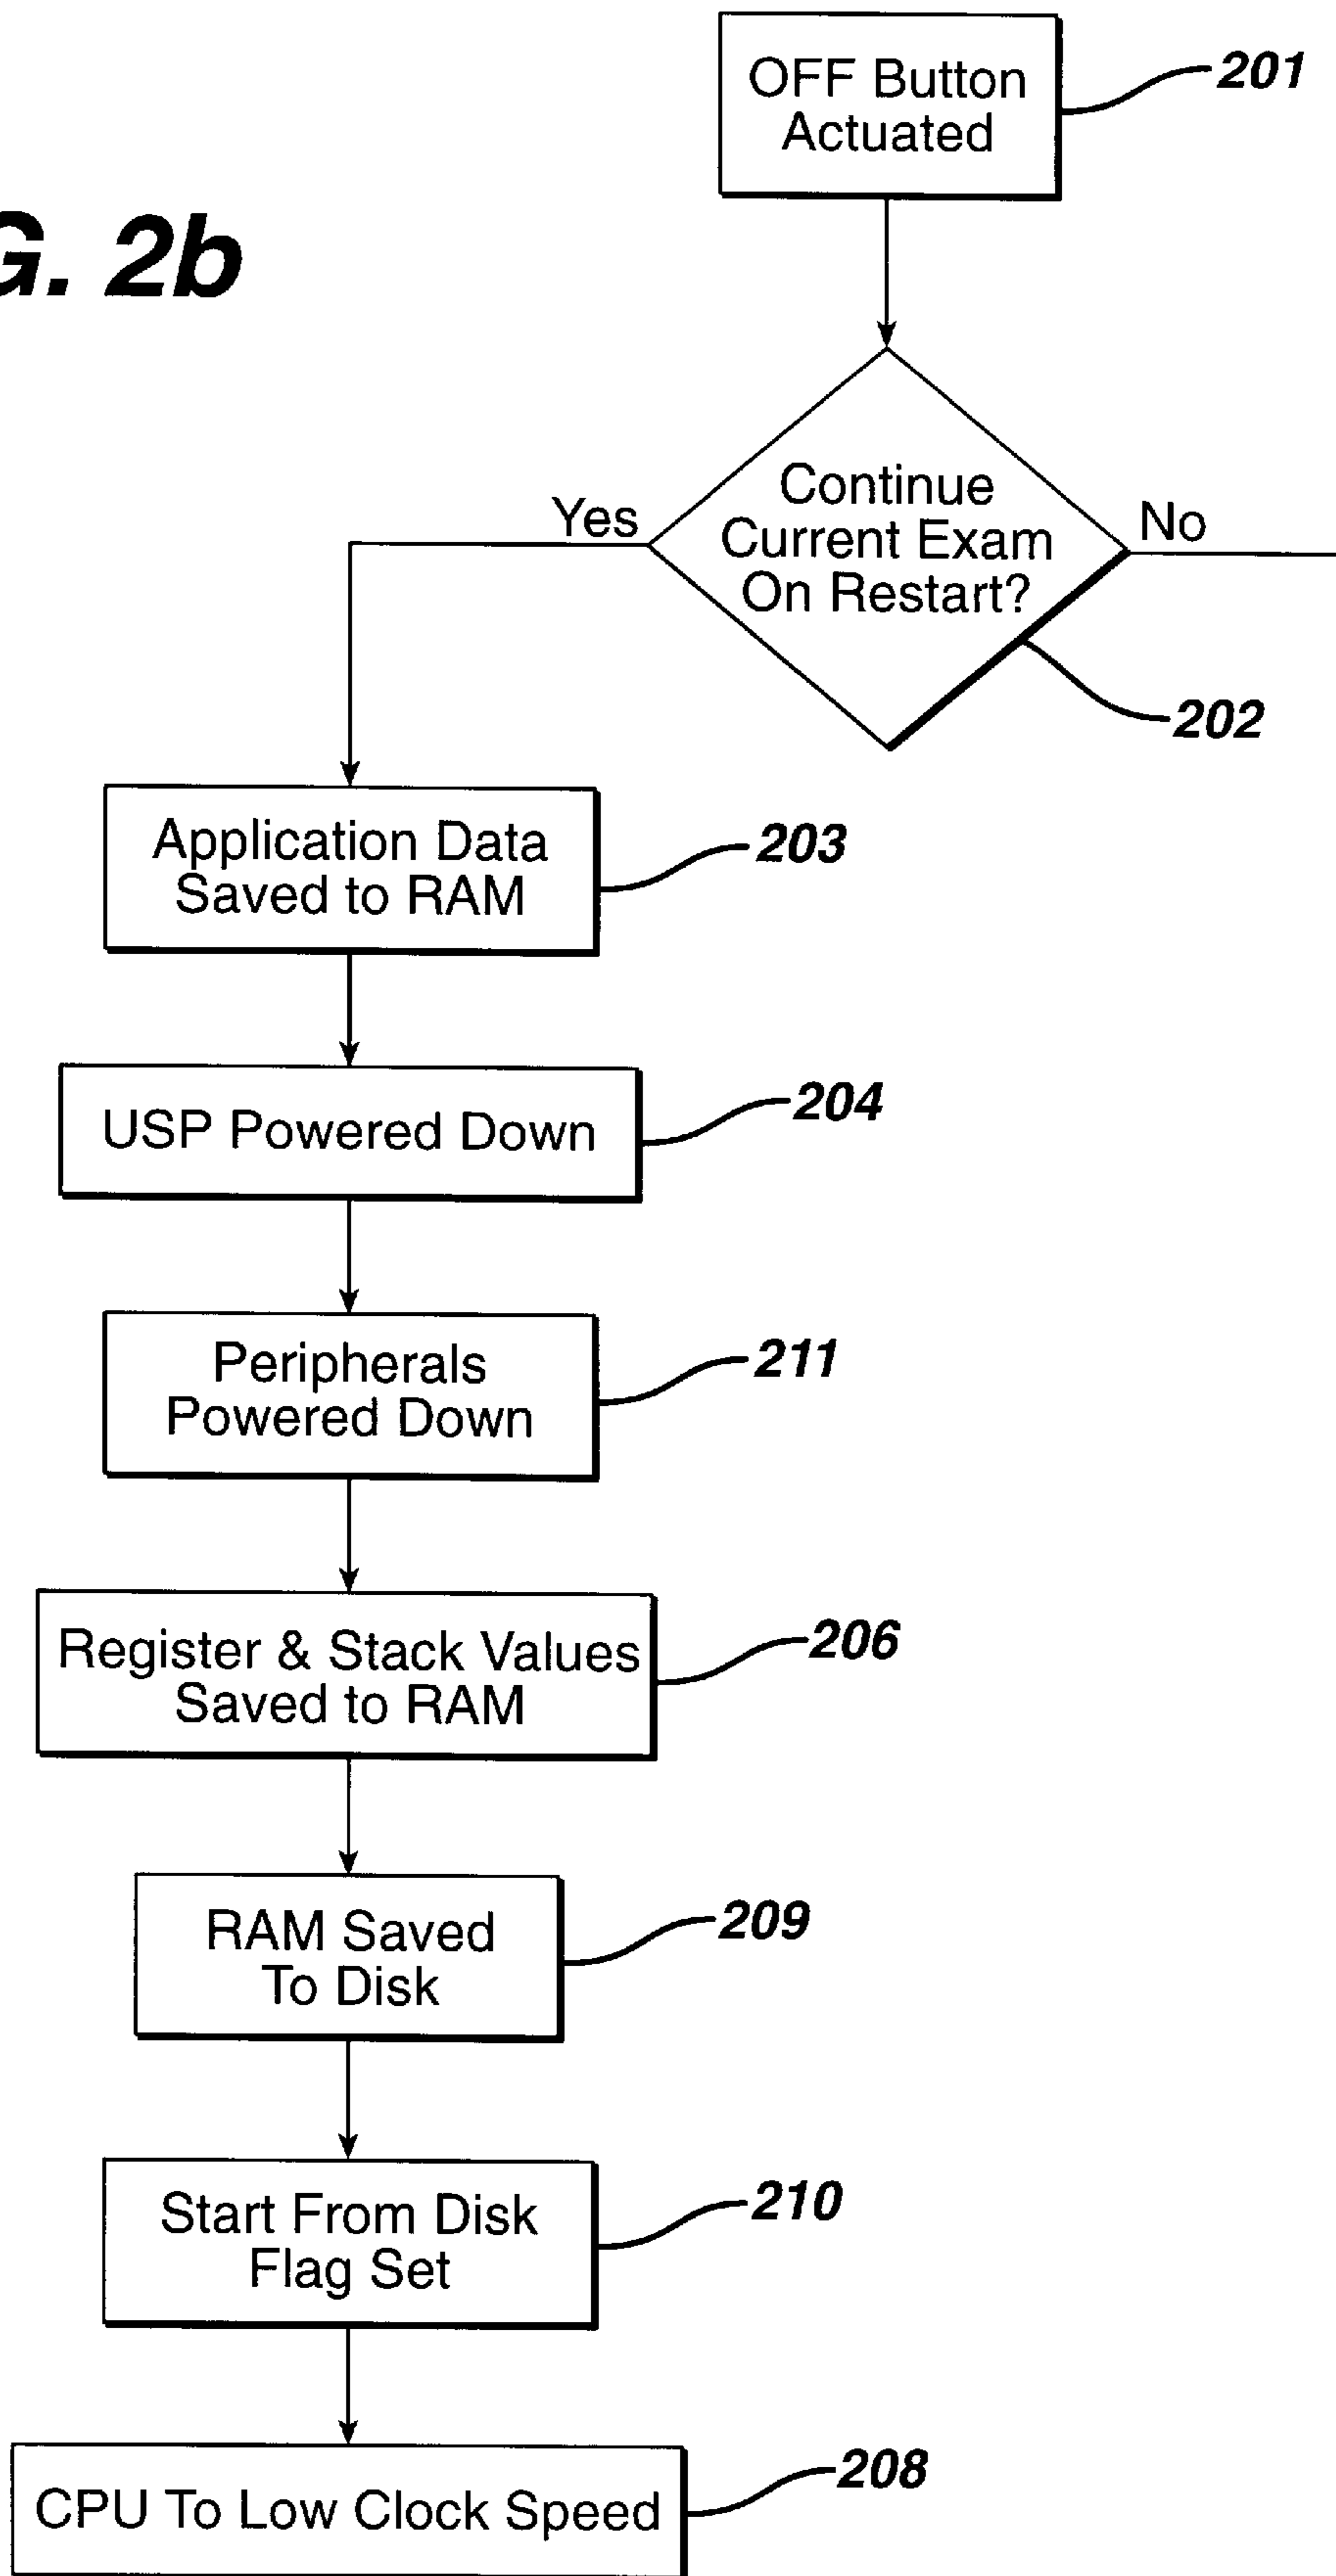 G. 2b
OFF Button
Actuated
201
Continue
Current Exam
On Restart?
Yes
No
202
Application Data
Saved to RAM
203
USP Powered Down
204
Peripherals
Powered Down
211
Register & Stack Values
Saved to RAM
206
RAM Saved
To Disk
209
Start From Disk
Flag Set
210
CPU To Low Clock Speed
208